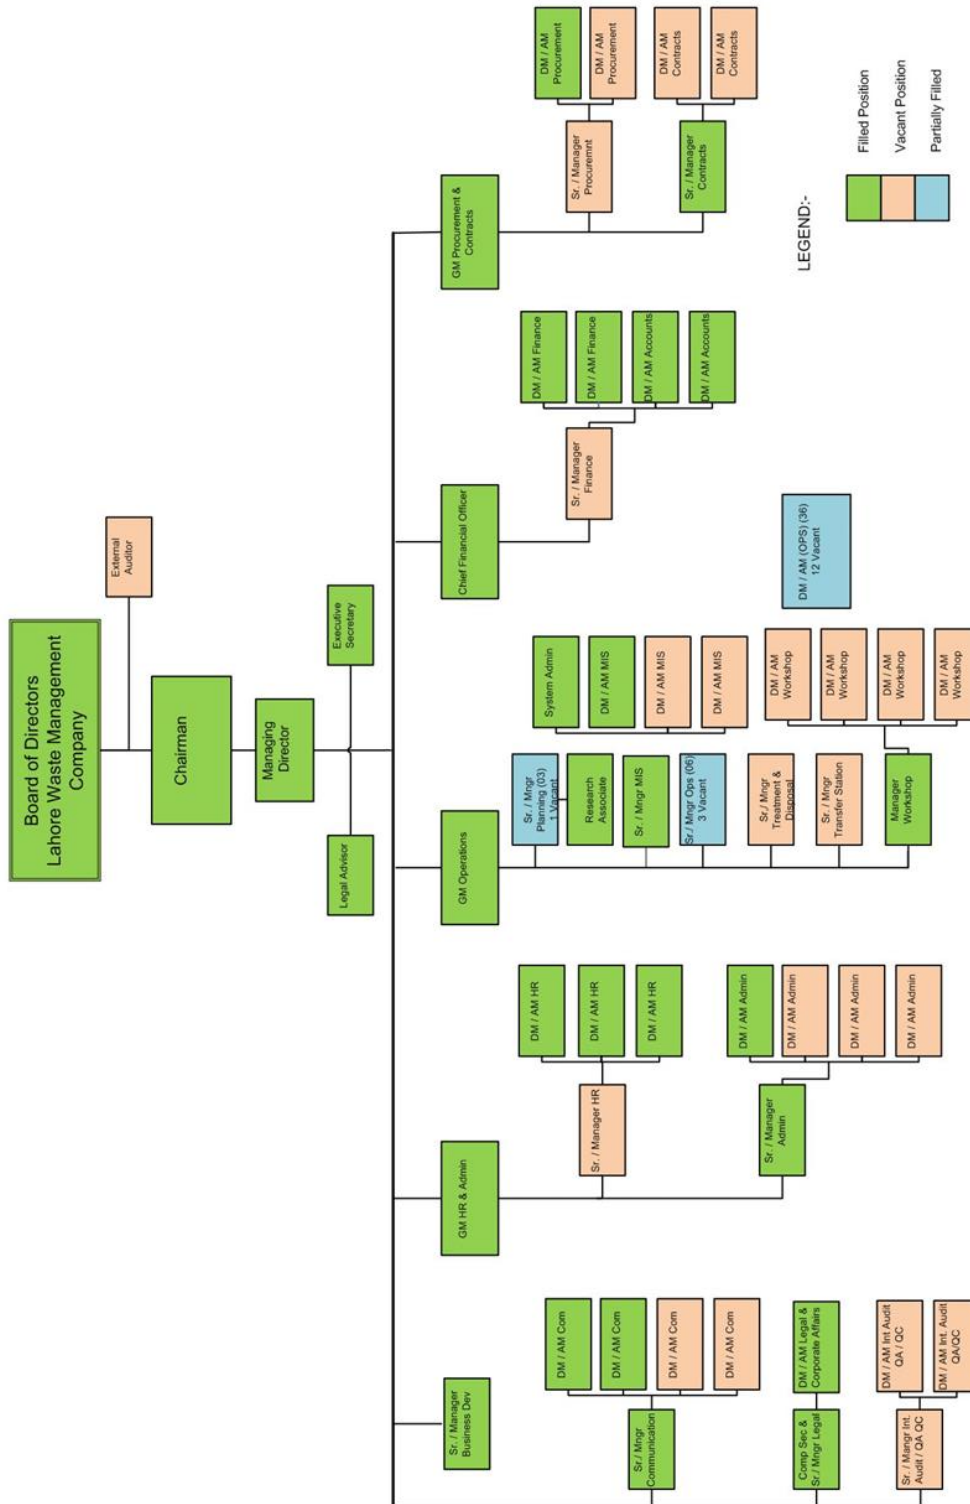 Board of Directors
Lahore Waste Management
Company
External
Auditor
Chairman
Managing
Director
Legal Advisor
Executive
Secretary
Sr. / Manager
Business Dev
GM HR & Admin
GM Operations
Chief Financial Officer
GM Procurement &
Contracts
Sr./ Mngr
Communication
DM / AM Com
DM / AM Com
DM / AM Com
DM / AM Com
Comp Sec &
Sr./ Mngr Legal
DM / AM Legal &
Corporate Affairs
Sr. / Mangr Int.
Audit / QA QC
DM / AM Int Audit
QA / QC
DM / AM Int. Audit
QA/QC
Sr. / Manager HR
DM / AM HR
DM / AM HR
DM / AM HR
Sr. / Manager
Admin
DM / AM Admin
DM / AM Admin
DM / AM Admin
DM / AM Admin
Sr. / Mngr
Planning (03)
1 Vacant
Research
Associate
Sr. / Mngr MIS
System Admin
DM / AM MIS
DM / AM MIS
DM / AM MIS
Sr./ Mngr Ops (06)
3 Vacant
Sr./ Mngr
Treatment &
Disposal
Sr. / Mngr
Transfer Station
Manager
Workshop
DM / AM
Workshop
DM / AM
Workshop
DM / AM
Workshop
DM / AM
Workshop
DM / AM (OPS) (36)
12 Vacant
Sr. / Manager
Finance
DM / AM Finance
DM / AM Finance
DM / AM Accounts
DM / AM Accounts
Sr. / Manager
Procuremnt
DM / AM
Procurement
DM / AM
Procurement
Sr. / Manager
Contracts
DM / AM
Contracts
DM / AM
Contracts
LEGEND:-
Filled Position
Vacant Position
Partially Filled